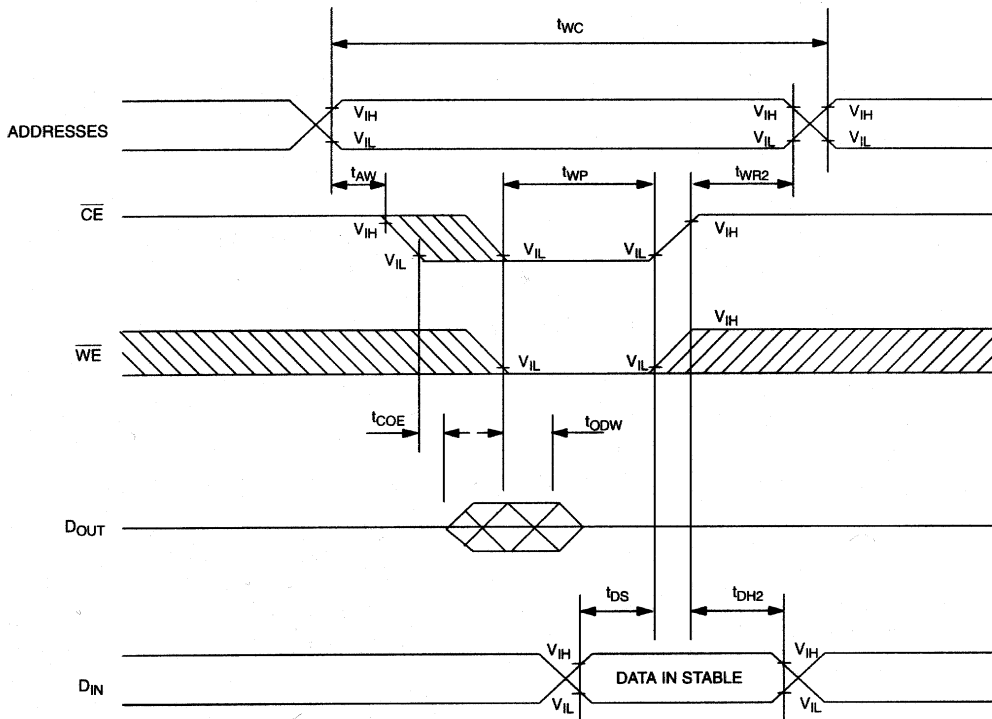 tWC
ADDRESSES
VIH
VIL
VIH
VIL
VIH
VIL
tAW
tWP
tWR2
CE
VIH
VIL
VIL
VIL
VIH
VIH
WE
VIL
VIL
tCOE
tODW
DOUT
tDS
tDH2
DIN
VIH
VIL
DATA IN STABLE
VIH
VIL